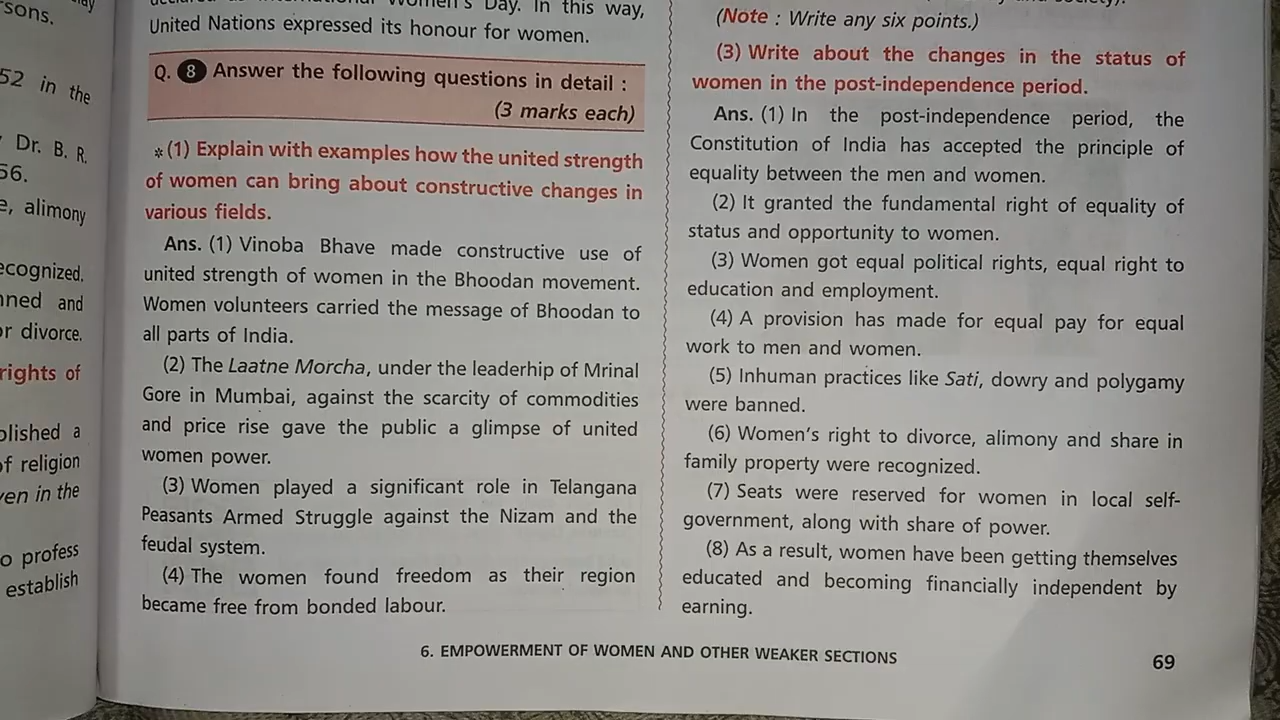 sons.
52 in the
Dr. B. R.
56.
e, alimony
ecognized.
nned and
or divorce.
rights of
blished a
of religion
ven in the
o profess
establish
Women's Day. In this way,
United Nations expressed its honour for women.
Q. 8 Answer the following questions in detail :
(3 marks each)
*(1) Explain with examples how the united strength
of women can bring about constructive changes in
various fields.
Ans. (1) Vinoba Bhave made constructive use of
united strength of women in the Bhoodan movement.
Women volunteers carried the message of Bhoodan to
all parts of India.
(2) The Laatne Morcha, under the leaderhip of Mrinal
Gore in Mumbai, against the scarcity of commodities
and price rise gave the public a glimpse of united
women power.
(3) Women played a significant role in Telangana
Peasants Armed Struggle against the Nizam and the
feudal system.
(4) The women found freedom as their region
became free from bonded labour.
(Note : Write any six points.)
(3) Write about the changes in the status of
women in the post-independence period.
Ans. (1) In the post-independence period, the
Constitution of India has accepted the principle of
equality between the men and women.
(2) It granted the fundamental right of equality of
status and opportunity to women.
(3) Women got equal political rights, equal right to
education and employment.
(4) A provision has made for equal pay for equal
work to men and women.
(5) Inhuman practices like Sati, dowry and polygamy
were banned.
(6) Women's right to divorce, alimony and share in
family property were recognized.
(7) Seats were reserved for women in local self-
government, along with share of power.
(8) As a result, women have been getting themselves
educated and becoming financially independent by
earning.
6. EMPOWERMENT OF WOMEN AND OTHER WEAKER SECTIONS
69